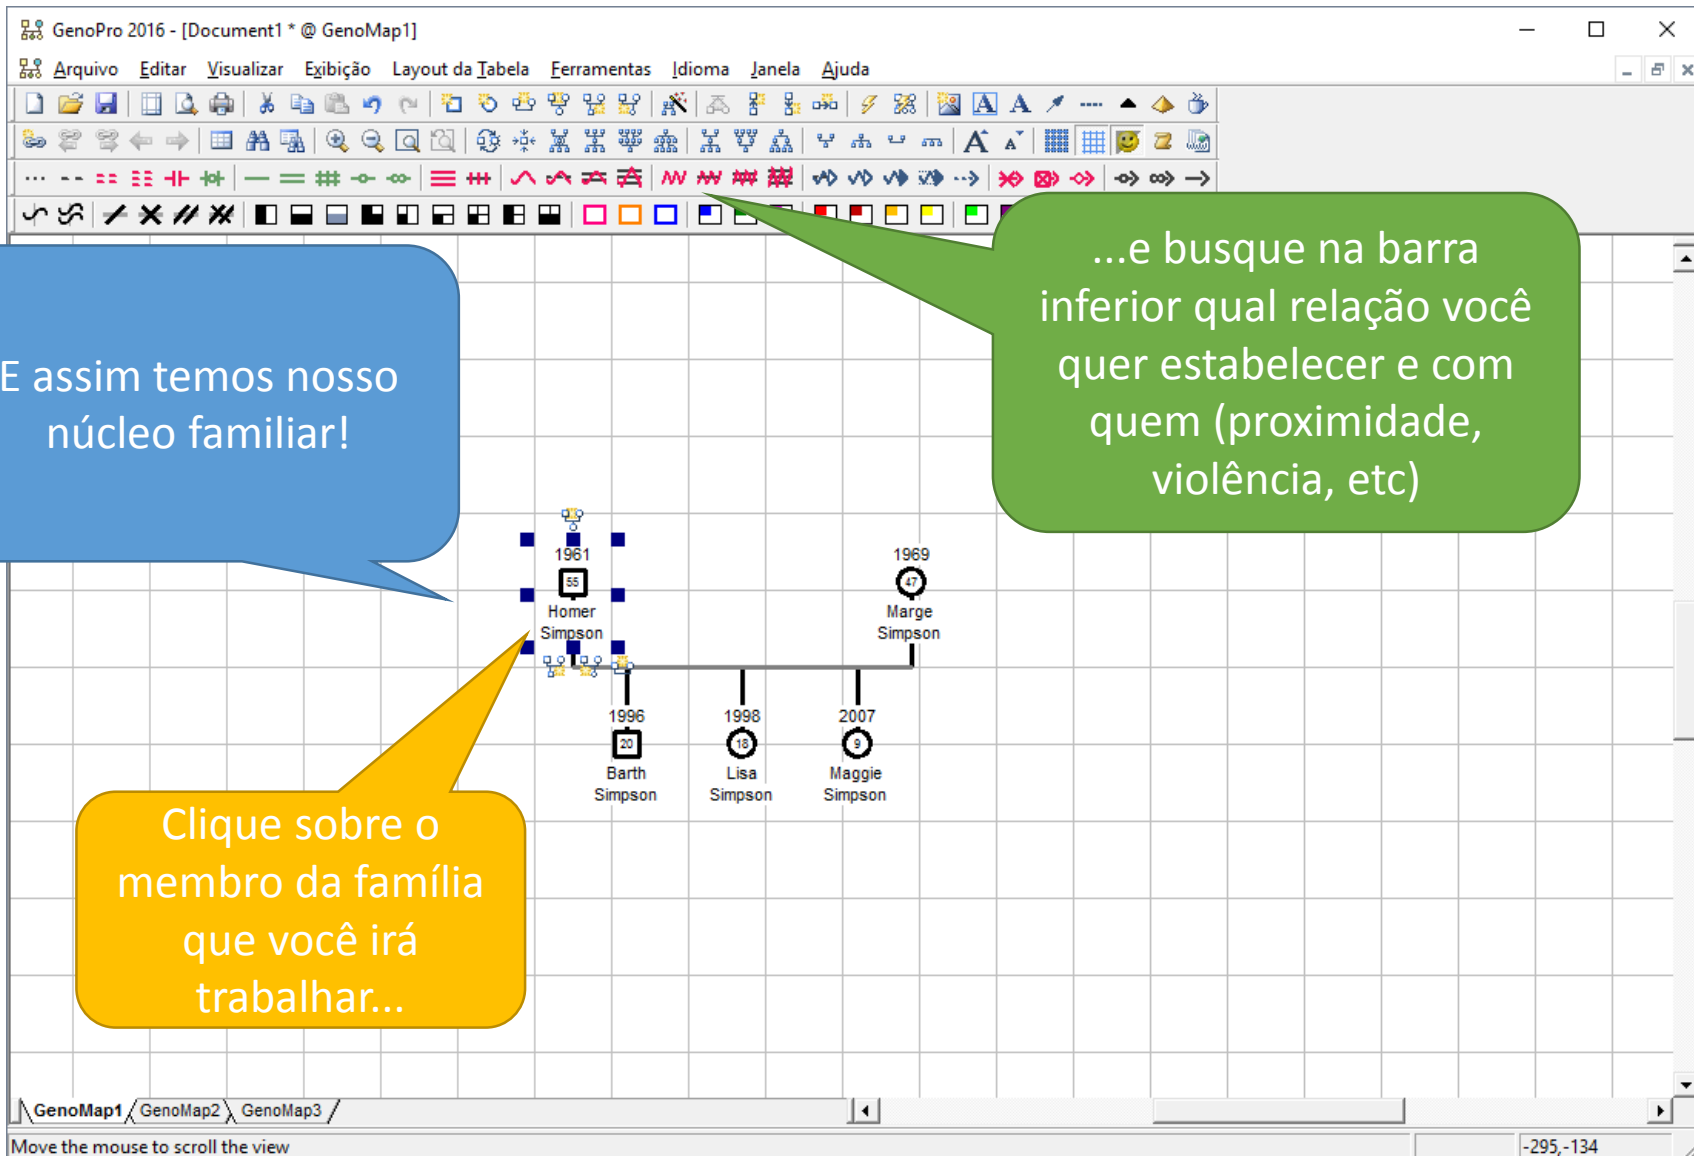 GenoPro 2016 - [Document1 * @ GenoMap1]
Arquivo Editar Visualizar Exibição Layout da Tabela Ferramentas Idioma Janela Ajuda
E assim temos nosso
núcleo familiar!
...e busque na barra
inferior qual relação você
quer estabelecer e com
quem (proximidade,
violência, etc)
1961
55
Homer
Simpson
1969
47
Marge
Simpson
1996
20
Barth
Simpson
1998
18
Lisa
Simpson
2007
9
Maggie
Simpson
Clique sobre o
membro da família
que você irá
trabalhar...
GenoMap1 GenoMap2 GenoMap3
Move the mouse to scroll the view
-295,-134